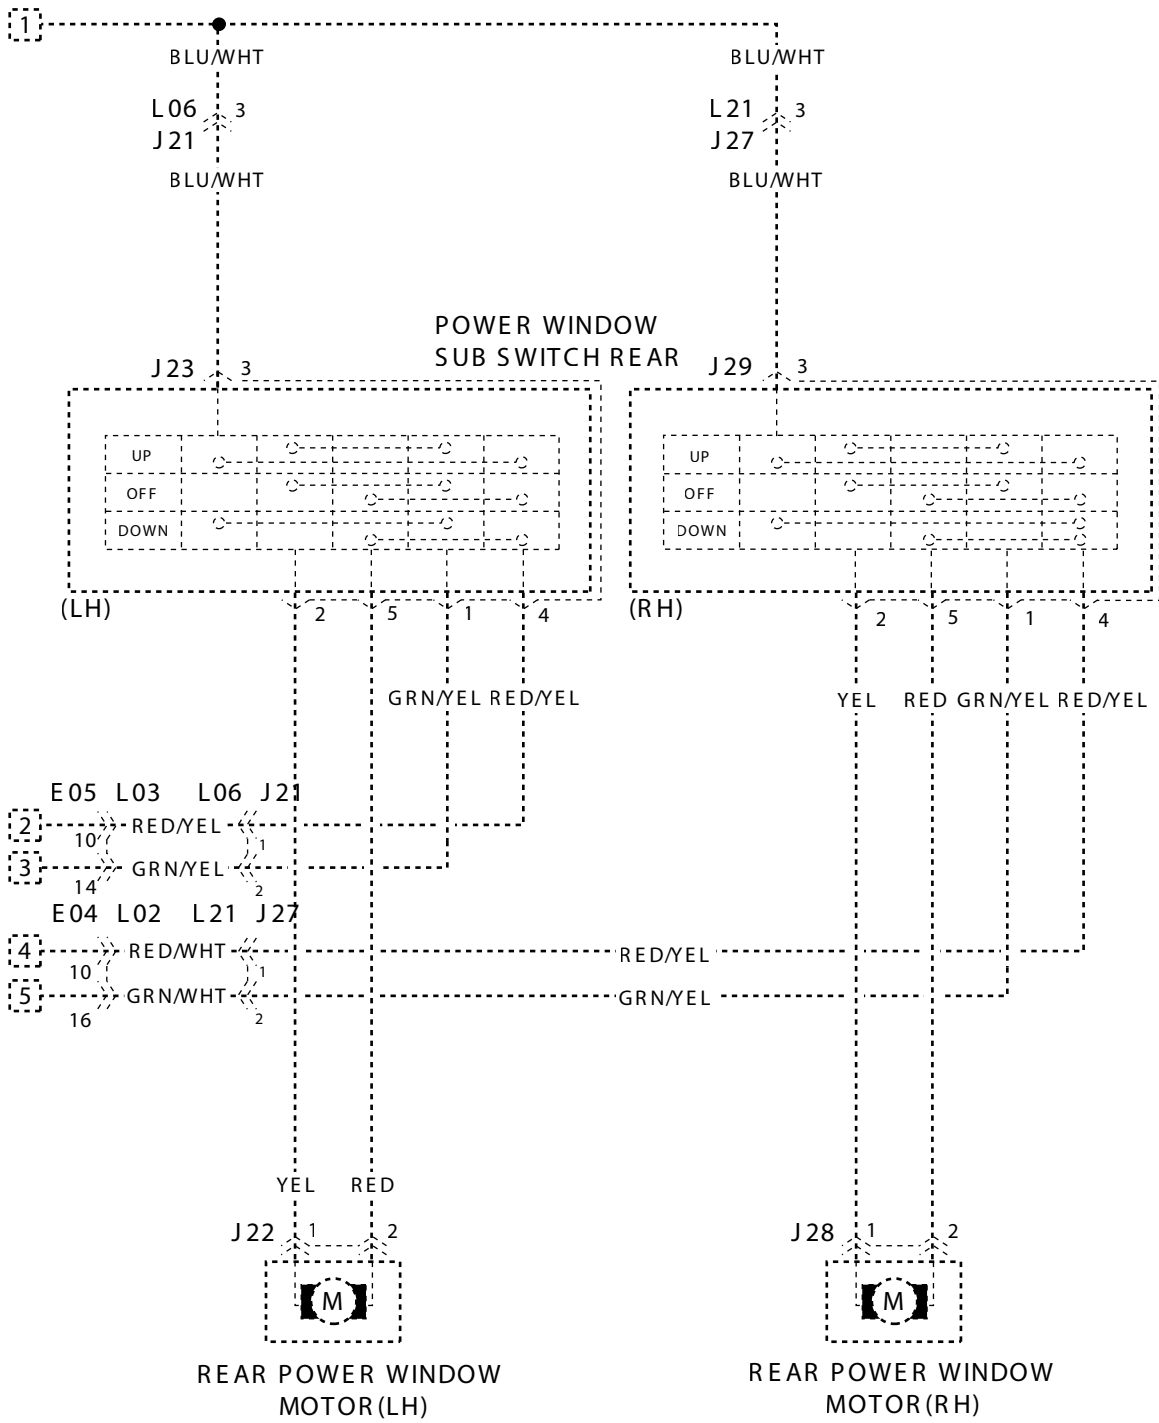 1
BLU/WHT BLU/WHT
L06 3 L21 3
J21 J27
BLU/WHT BLU/WHT
POWER WINDOW
SUB SWITCH REAR
J23 3 J29 3
UP UP
OFF OFF
DOWN DOWN
(LH) 2 5 1 4 (RH) 2 5 1 4
GRN/YEL RED/YEL YEL RED GRN/YEL RED/YEL
E05 L03 L06 J21
2 RED/YEL
10 1
3 GRN/YEL
14 2
E04 L02 L21 J27
4 RED/WHT RED/YEL
10 1
5 GRN/WHT GRN/YEL
16 2
YEL RED
J22 1 2 J28 1 2
M M
REAR POWER WINDOW REAR POWER WINDOW
MOTOR(LH) MOTOR(RH)